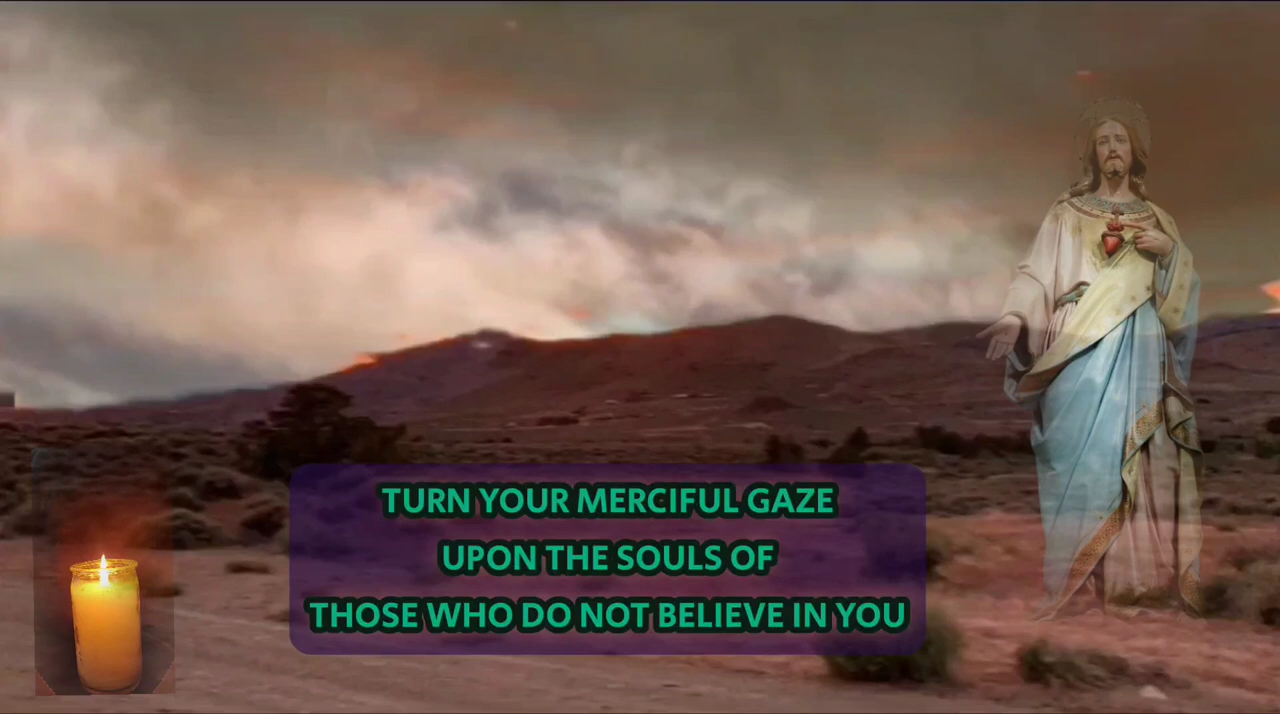 TURN YOUR MERCIFUL GAZE
UPON THE SOULS OF
THOSE WHO DO NOT BELIEVE IN YOU